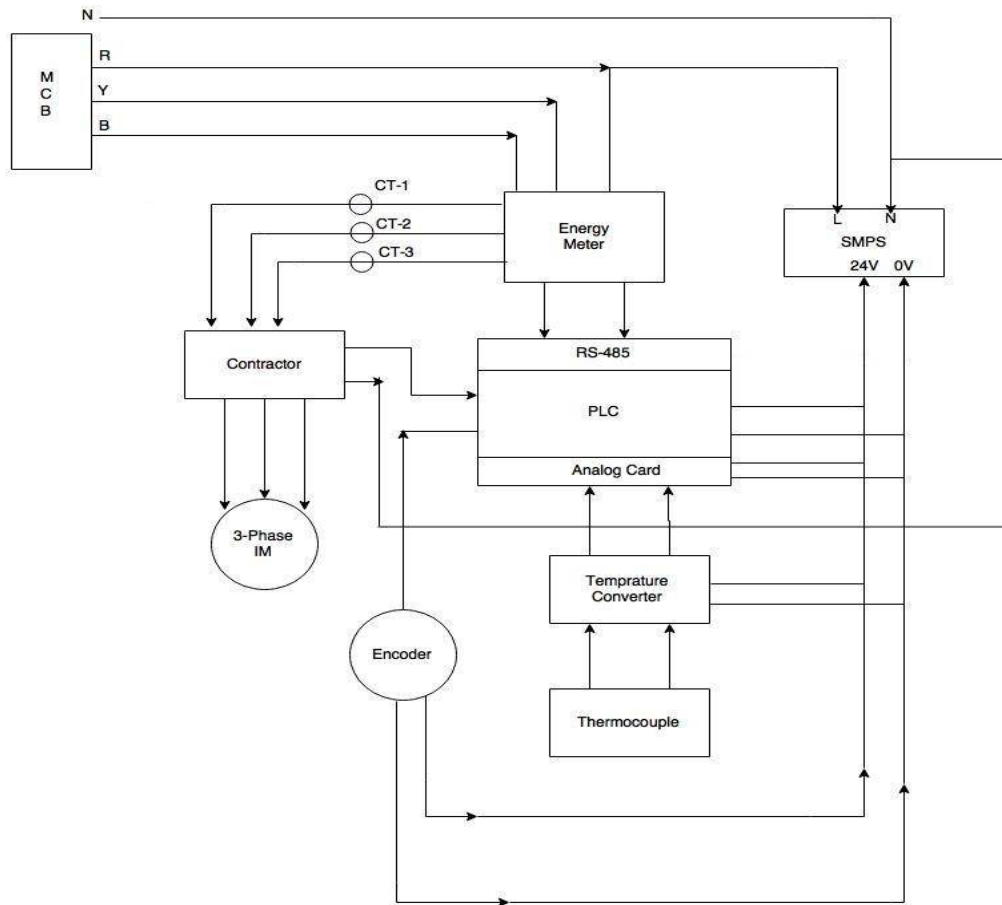 N
R
M
C
B
Y
B
CT-1
CT-2
CT-3
Energy
Meter
L N
SMPS
24V 0V
Contractor
RS-485
PLC
Analog Card
3-Phase
IM
Temprature
Converter
Encoder
Thermocouple